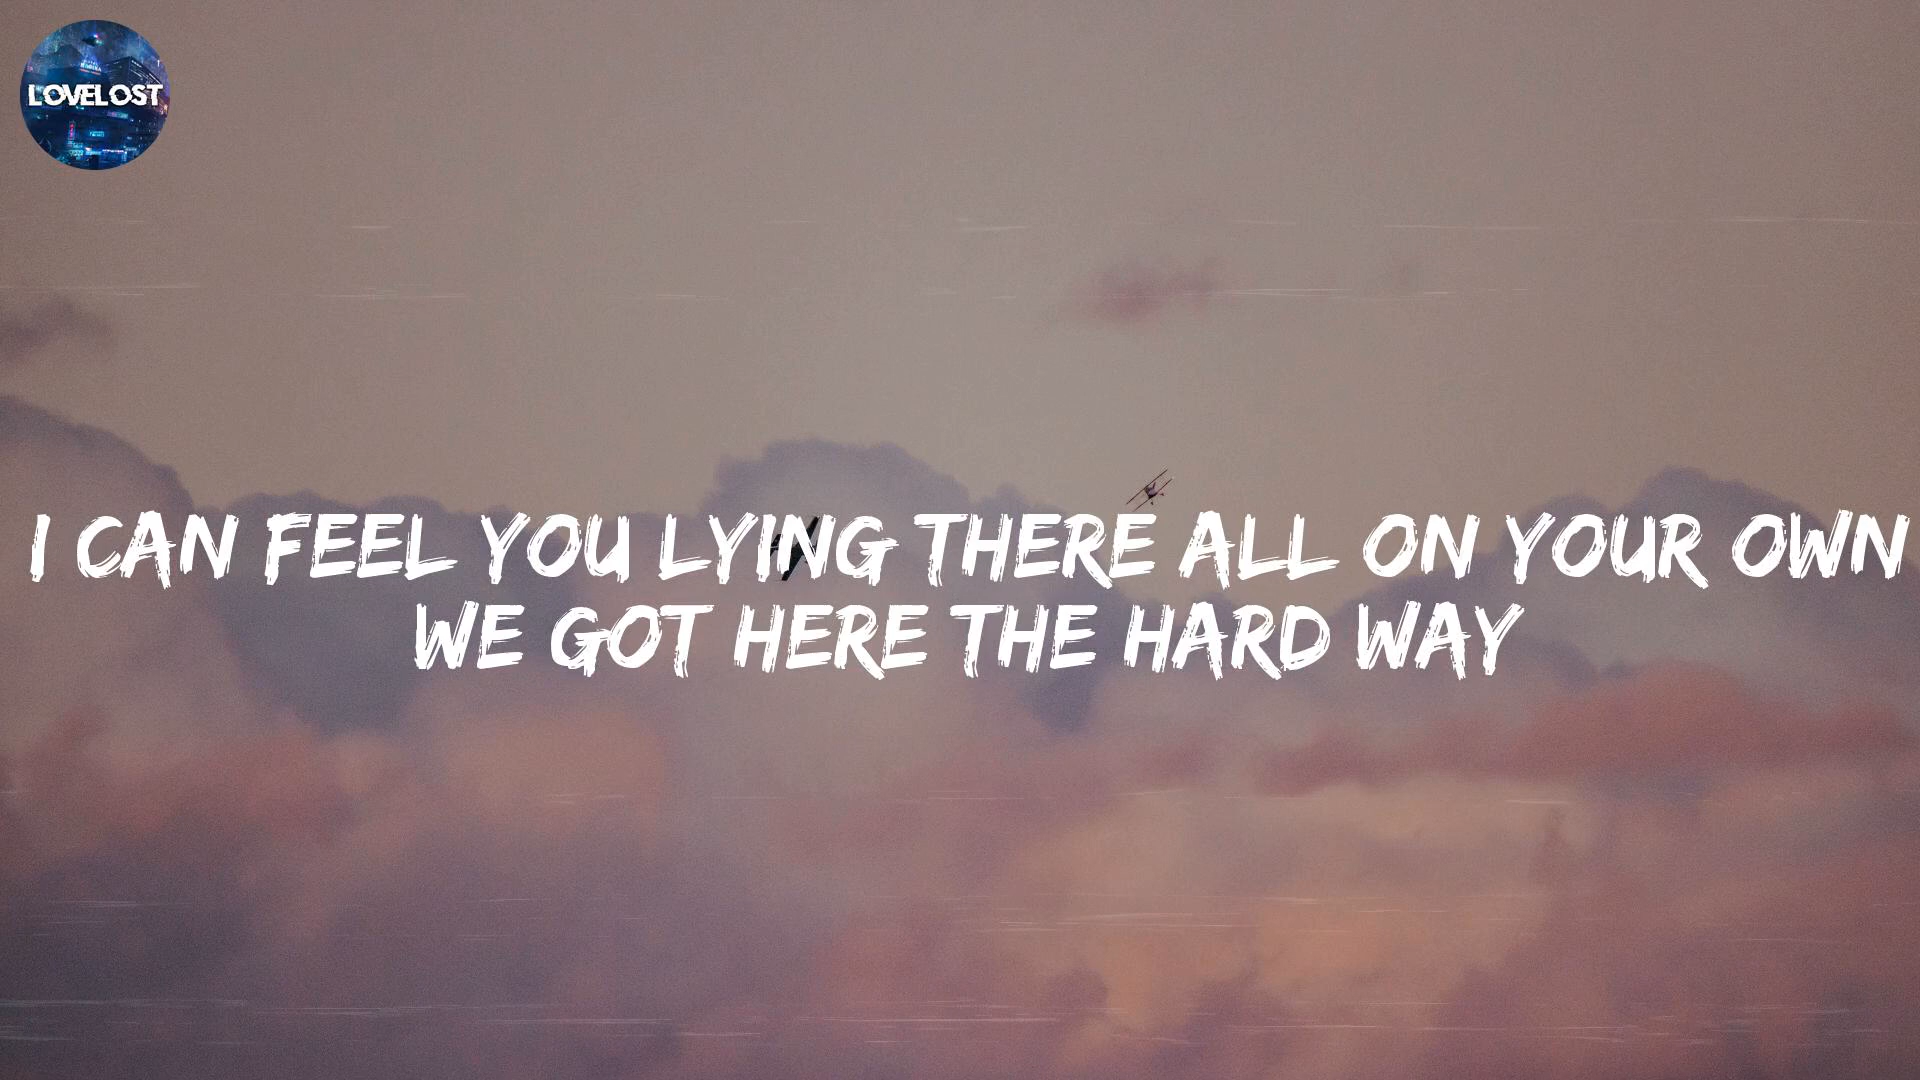 LOVELOST
I CAN FEEL YOU LYING THERE ALL ON YOUR OWN
WE GOT HERE THE HARD WAY